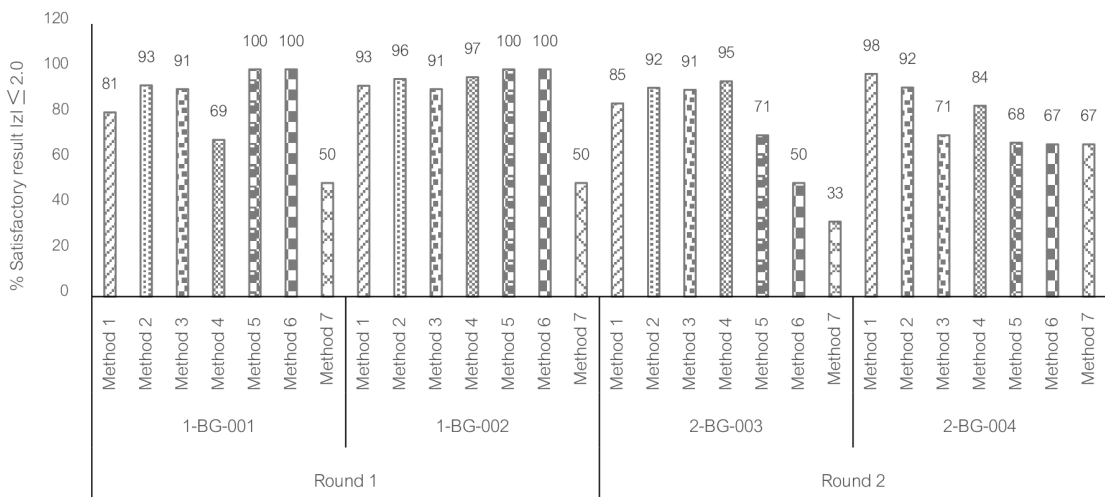 % Satisfactory result |z| ≤ 2.0
120
100
80
60
40
20
0
81
93
91
69
100
100
50
93
96
91
97
100
100
50
85
92
91
95
71
50
33
98
92
71
84
68
67
67
Method 1
Method 2
Method 3
Method 4
Method 5
Method 6
Method 7
Method 1
Method 2
Method 3
Method 4
Method 5
Method 6
Method 7
Method 1
Method 2
Method 3
Method 4
Method 5
Method 6
Method 7
Method 1
Method 2
Method 3
Method 4
Method 5
Method 6
Method 7
1-BG-001
1-BG-002
2-BG-003
2-BG-004
Round 1
Round 2